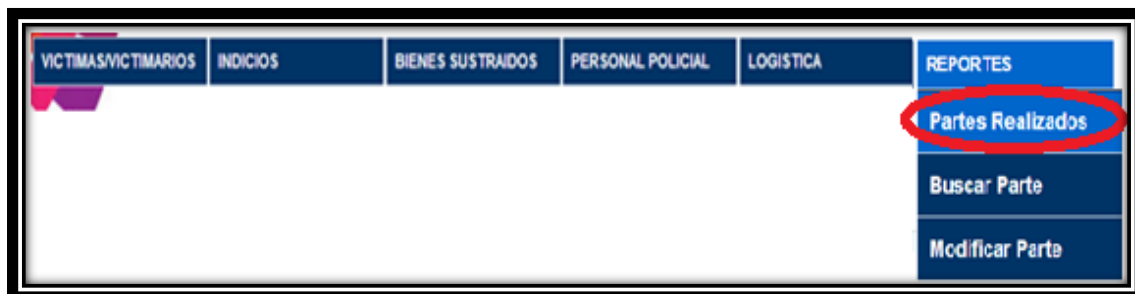 VICTIMAS/VICTIMARIOS INDICIOS BIENES SUSTRAIDOS PERSONAL POLICIAL LOGISTICA REPORTES
Partes Realizados
Buscar Parte
Modificar Parte